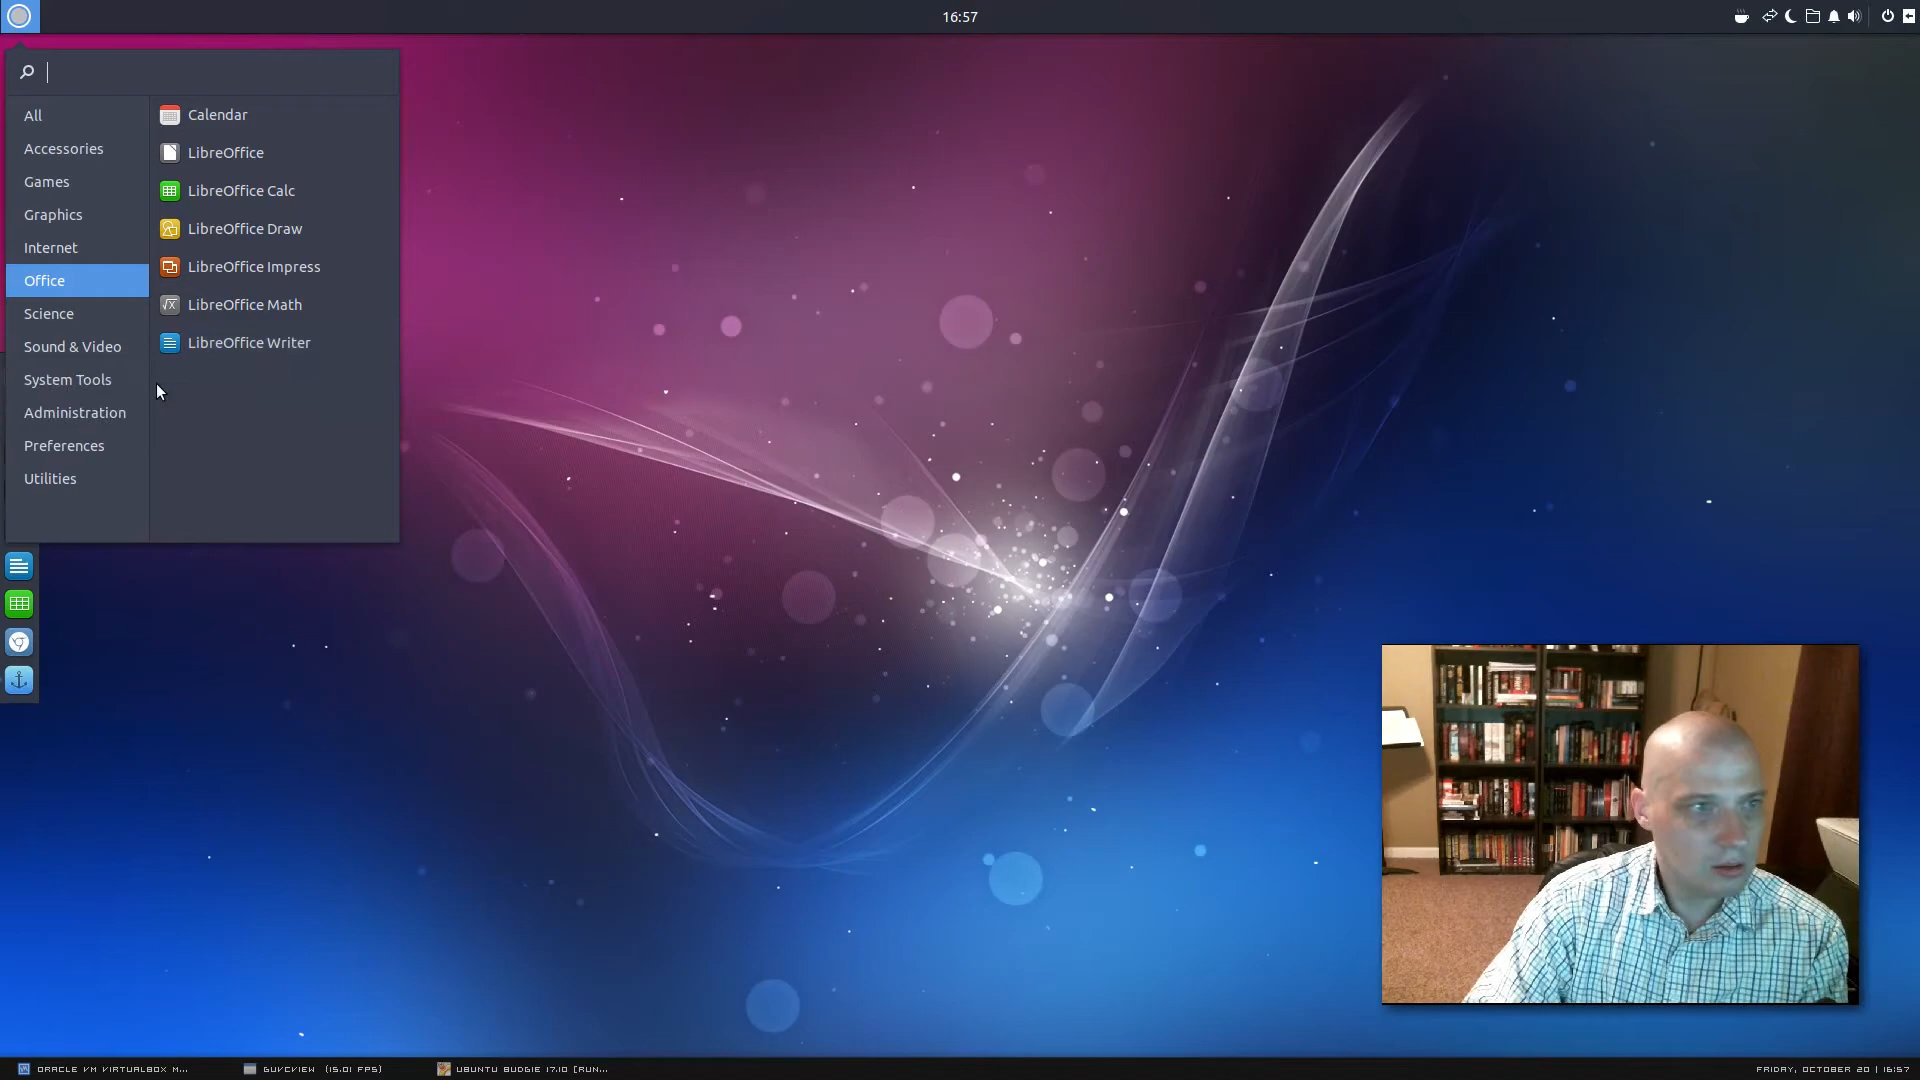 16:57
All
Accessories
Games
Graphics
Internet
Office
Science
Sound & Video
System Tools
Administration
Preferences
Utilities
Calendar
LibreOffice
LibreOffice Calc
LibreOffice Draw
LibreOffice Impress
LibreOffice Math
LibreOffice Writer
ORACLE VM VIRTUALBOX M...
GUVCVIEW (15.01 FPS)
UBUNTU BUDGIE 17.10 [RUN...
FRIDAY, OCTOBER 20 | 16:57